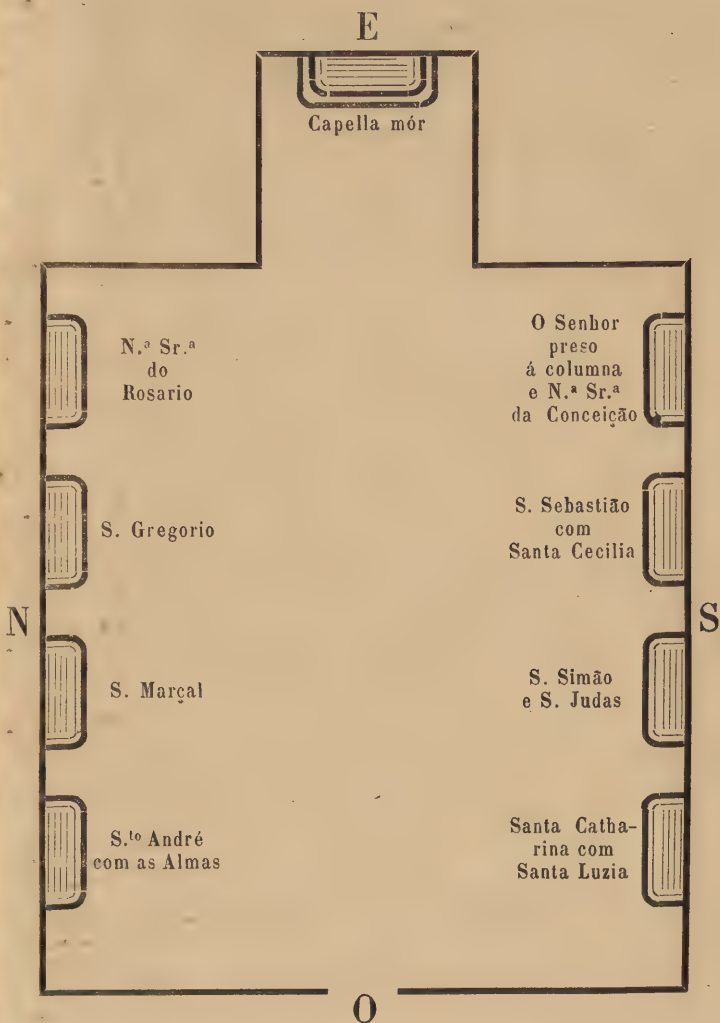 E
Capella mór
N.ª Sr.ª
do
Rosario
O Senhor
preso
á columna
e N.ª Sr.ª
da Conceição
S. Gregorio
S. Sebastião
com
Santa Cecilia
N
S
S. Marçal
S. Simão
e S. Judas
S.to André
com as Almas
Santa Catha-
rina com
Santa Luzia
O